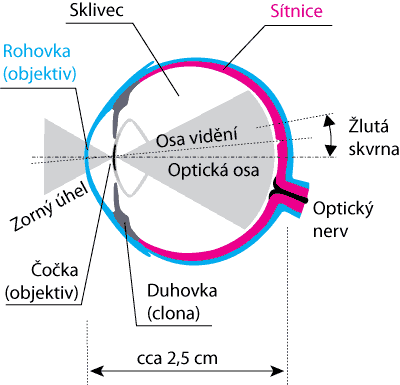 Sklivec
Sítnice
Rohovka
(objektiv)
Osa vidění
Žlutá
skvrna
Optická osa
Zorný úhel
Optický
nerv
Čočka
(objektiv)
Duhovka
(clona)
cca 2,5 cm